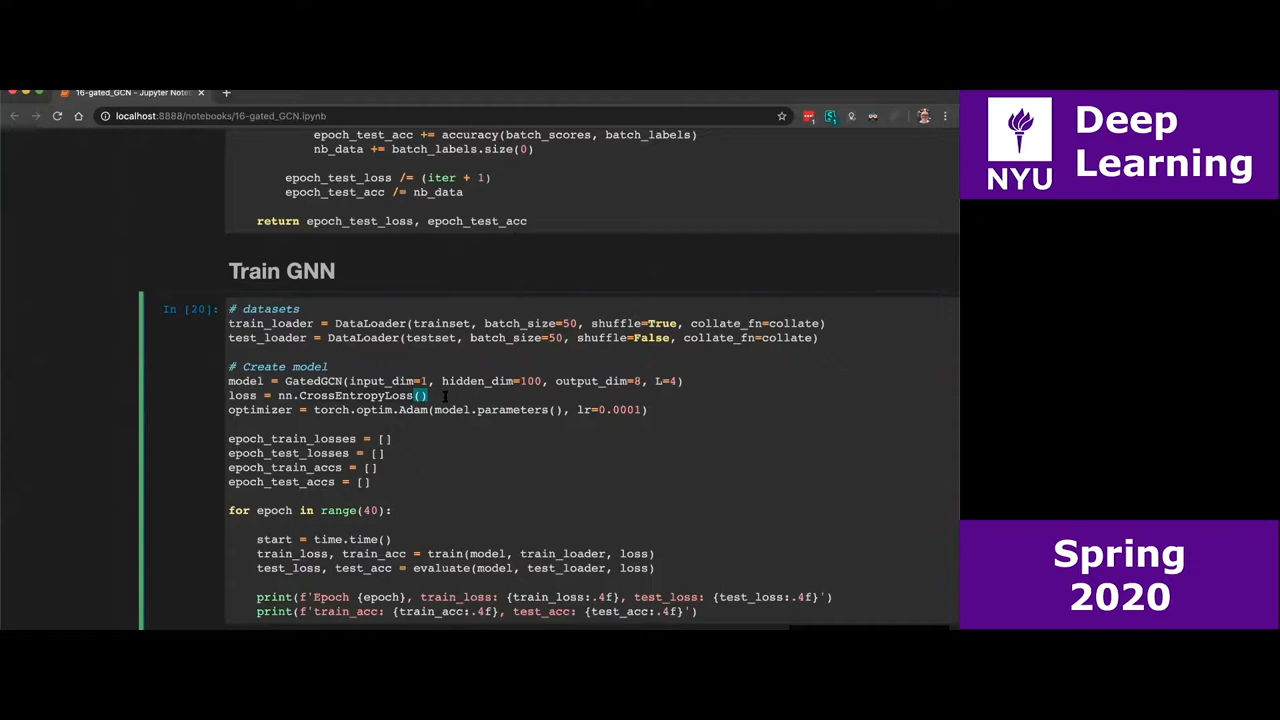 16-gated_GCN - Jupyter Note
localhost:8888/notebooks/16-gated_GCN.ipynb
epoch_test_acc += accuracy(batch_scores, batch_labels)
nb_data += batch_labels.size(0)
epoch_test_loss /= (iter + 1)
epoch_test_acc /= nb_data
return epoch_test_loss, epoch_test_acc
Train GNN
In [20]:
# datasets
train_loader = DataLoader(trainset, batch_size=50, shuffle=True, collate_fn=collate)
test_loader = DataLoader(testset, batch_size=50, shuffle=False, collate_fn=collate)
# Create model
model = GatedGCN(input_dim=1, hidden_dim=100, output_dim=8, L=4)
loss = nn.CrossEntropyLoss()
optimizer = torch.optim.Adam(model.parameters(), lr=0.0001)
epoch_train_losses = []
epoch_test_losses = []
epoch_train_accs = []
epoch_test_accs = []
for epoch in range(40):
start = time.time()
train_loss, train_acc = train(model, train_loader, loss)
test_loss, test_acc = evaluate(model, test_loader, loss)
print(f'Epoch {epoch}, train_loss: {train_loss:.4f}, test_loss: {test_loss:.4f}')
print(f'train_acc: {train_acc:.4f}, test_acc: {test_acc:.4f}')
NYU
Deep
Learning
Spring
2020